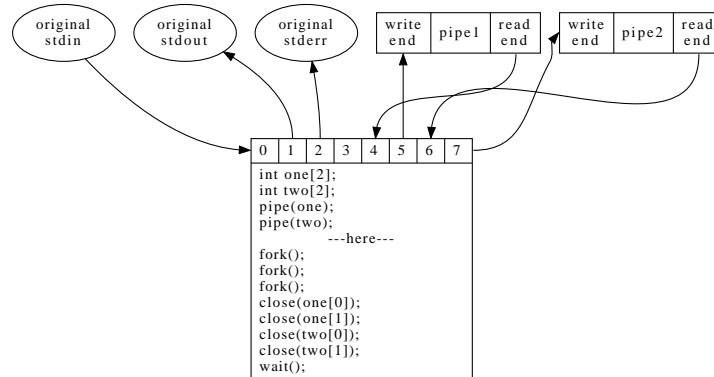 original
stdin
original
stdout
original
stderr
write
end
pipe1
read
end
write
end
pipe2
read
end
0 1 2 3 4 5 6 7
int one[2];
int two[2];
pipe(one);
pipe(two);
---here---
fork();
fork();
fork();
close(one[0]);
close(one[1]);
close(two[0]);
close(two[1]);
wait();